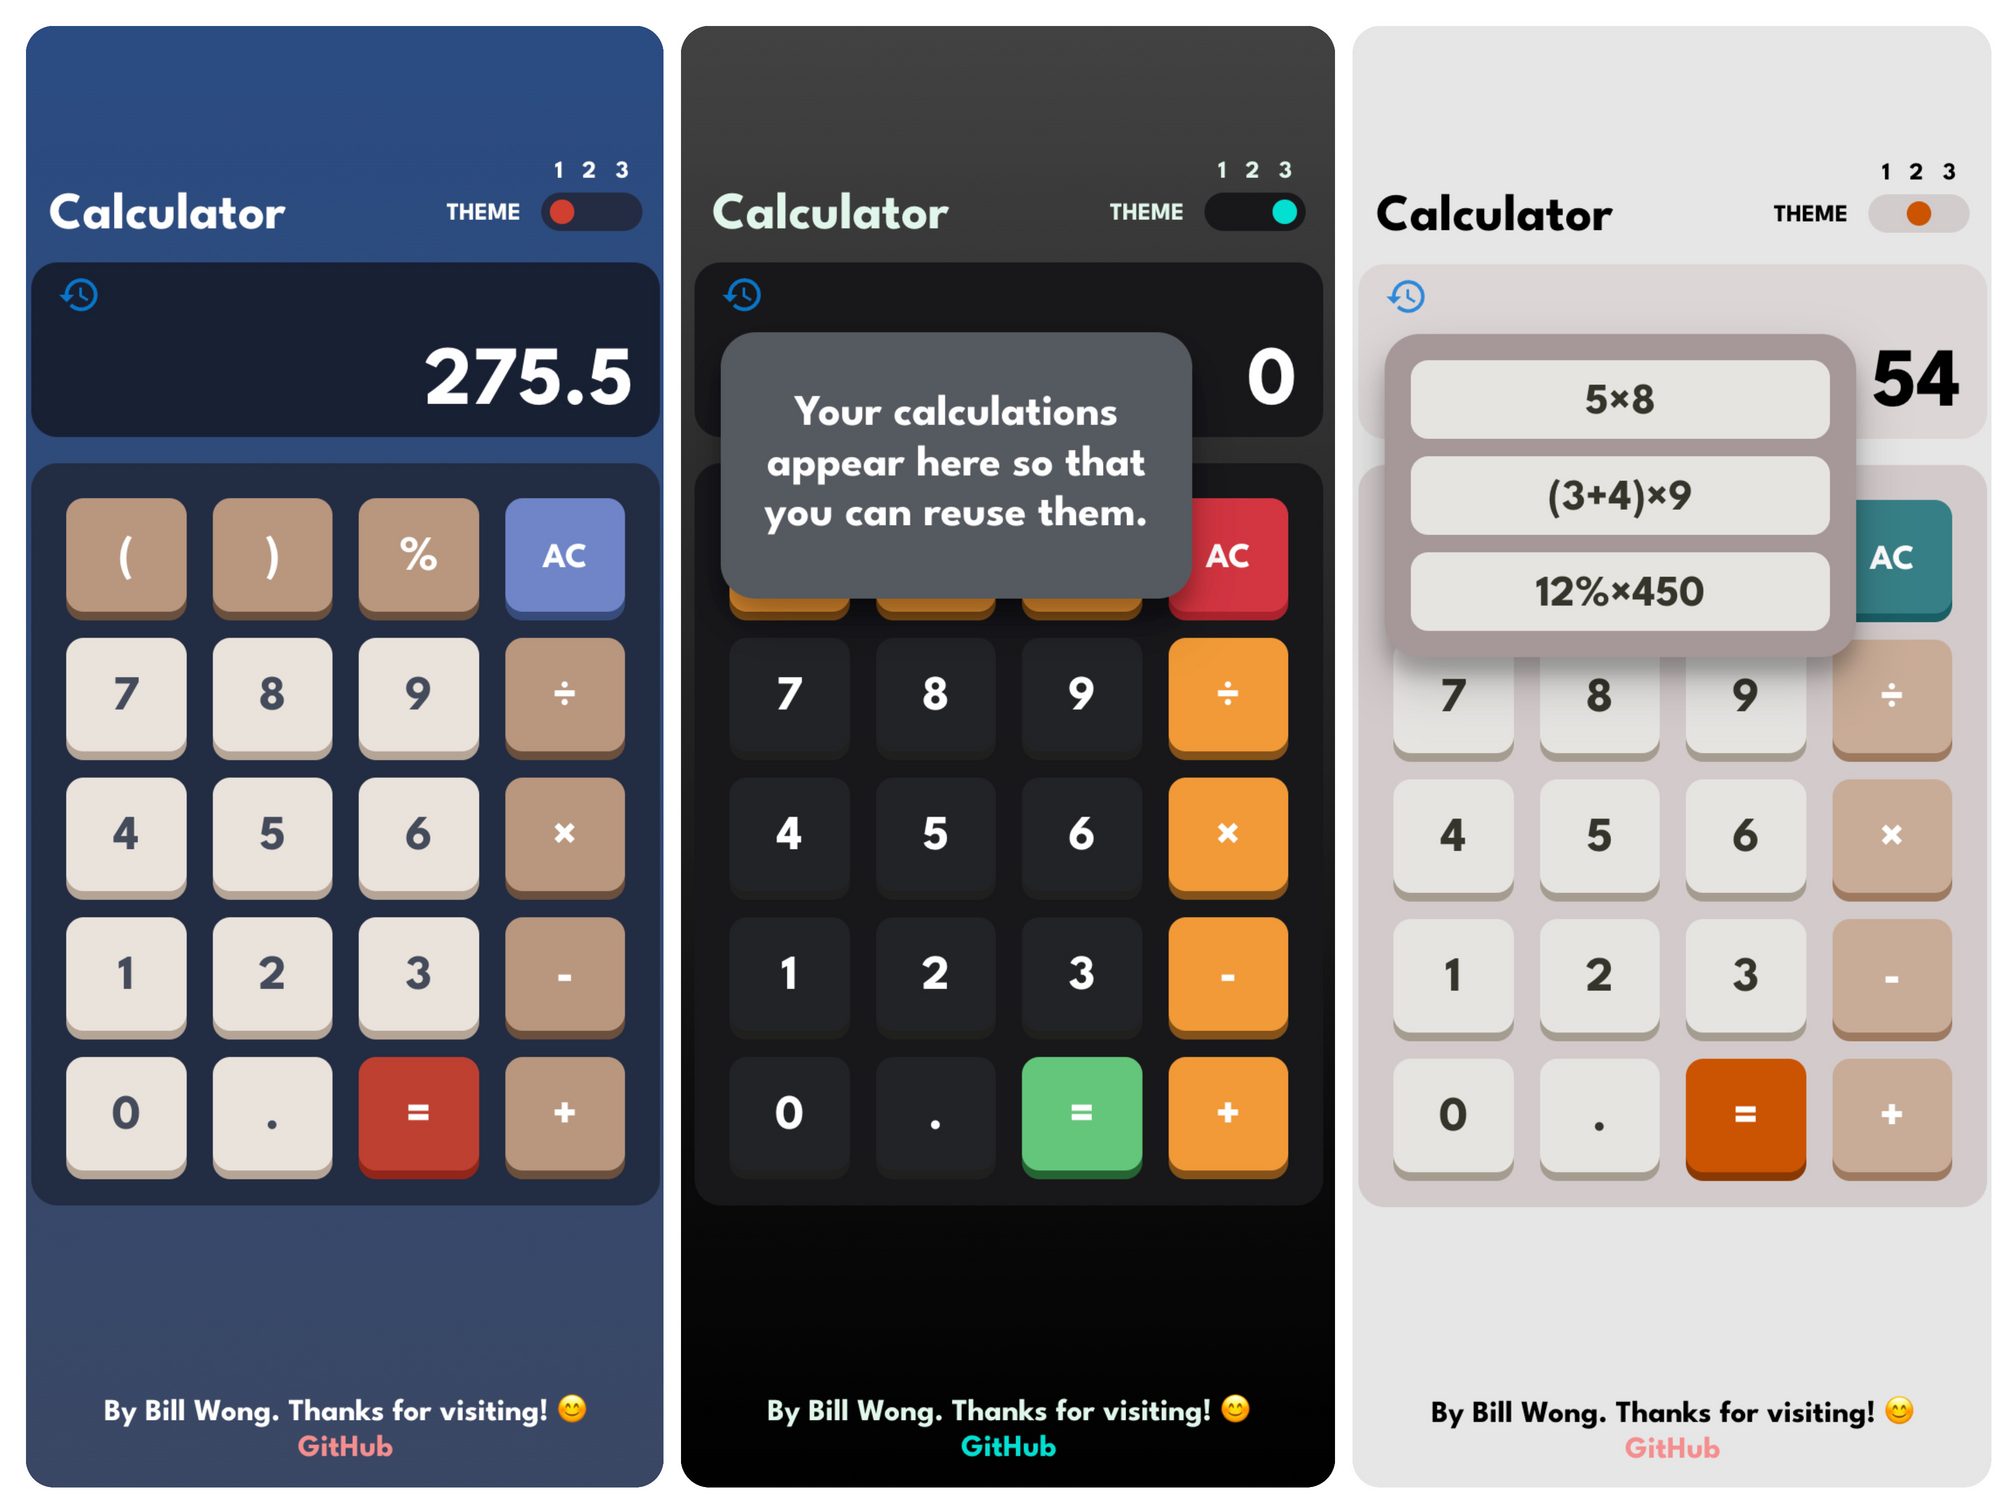 1 2 3
Calculator THEME
275.5
( ) % AC
7 8 9 ÷
4 5 6 ×
1 2 3 -
0 . = +
By Bill Wong. Thanks for visiting! 😊
GitHub
1 2 3
Calculator THEME
0
Your calculations
appear here so that
you can reuse them.
AC
7 8 9 ÷
4 5 6 ×
1 2 3 -
0 . = +
By Bill Wong. Thanks for visiting! 😊
GitHub
1 2 3
Calculator THEME
54
5×8
(3+4)×9
12%×450
AC
7 8 9 ÷
4 5 6 ×
1 2 3 -
0 . = +
By Bill Wong. Thanks for visiting! 😊
GitHub